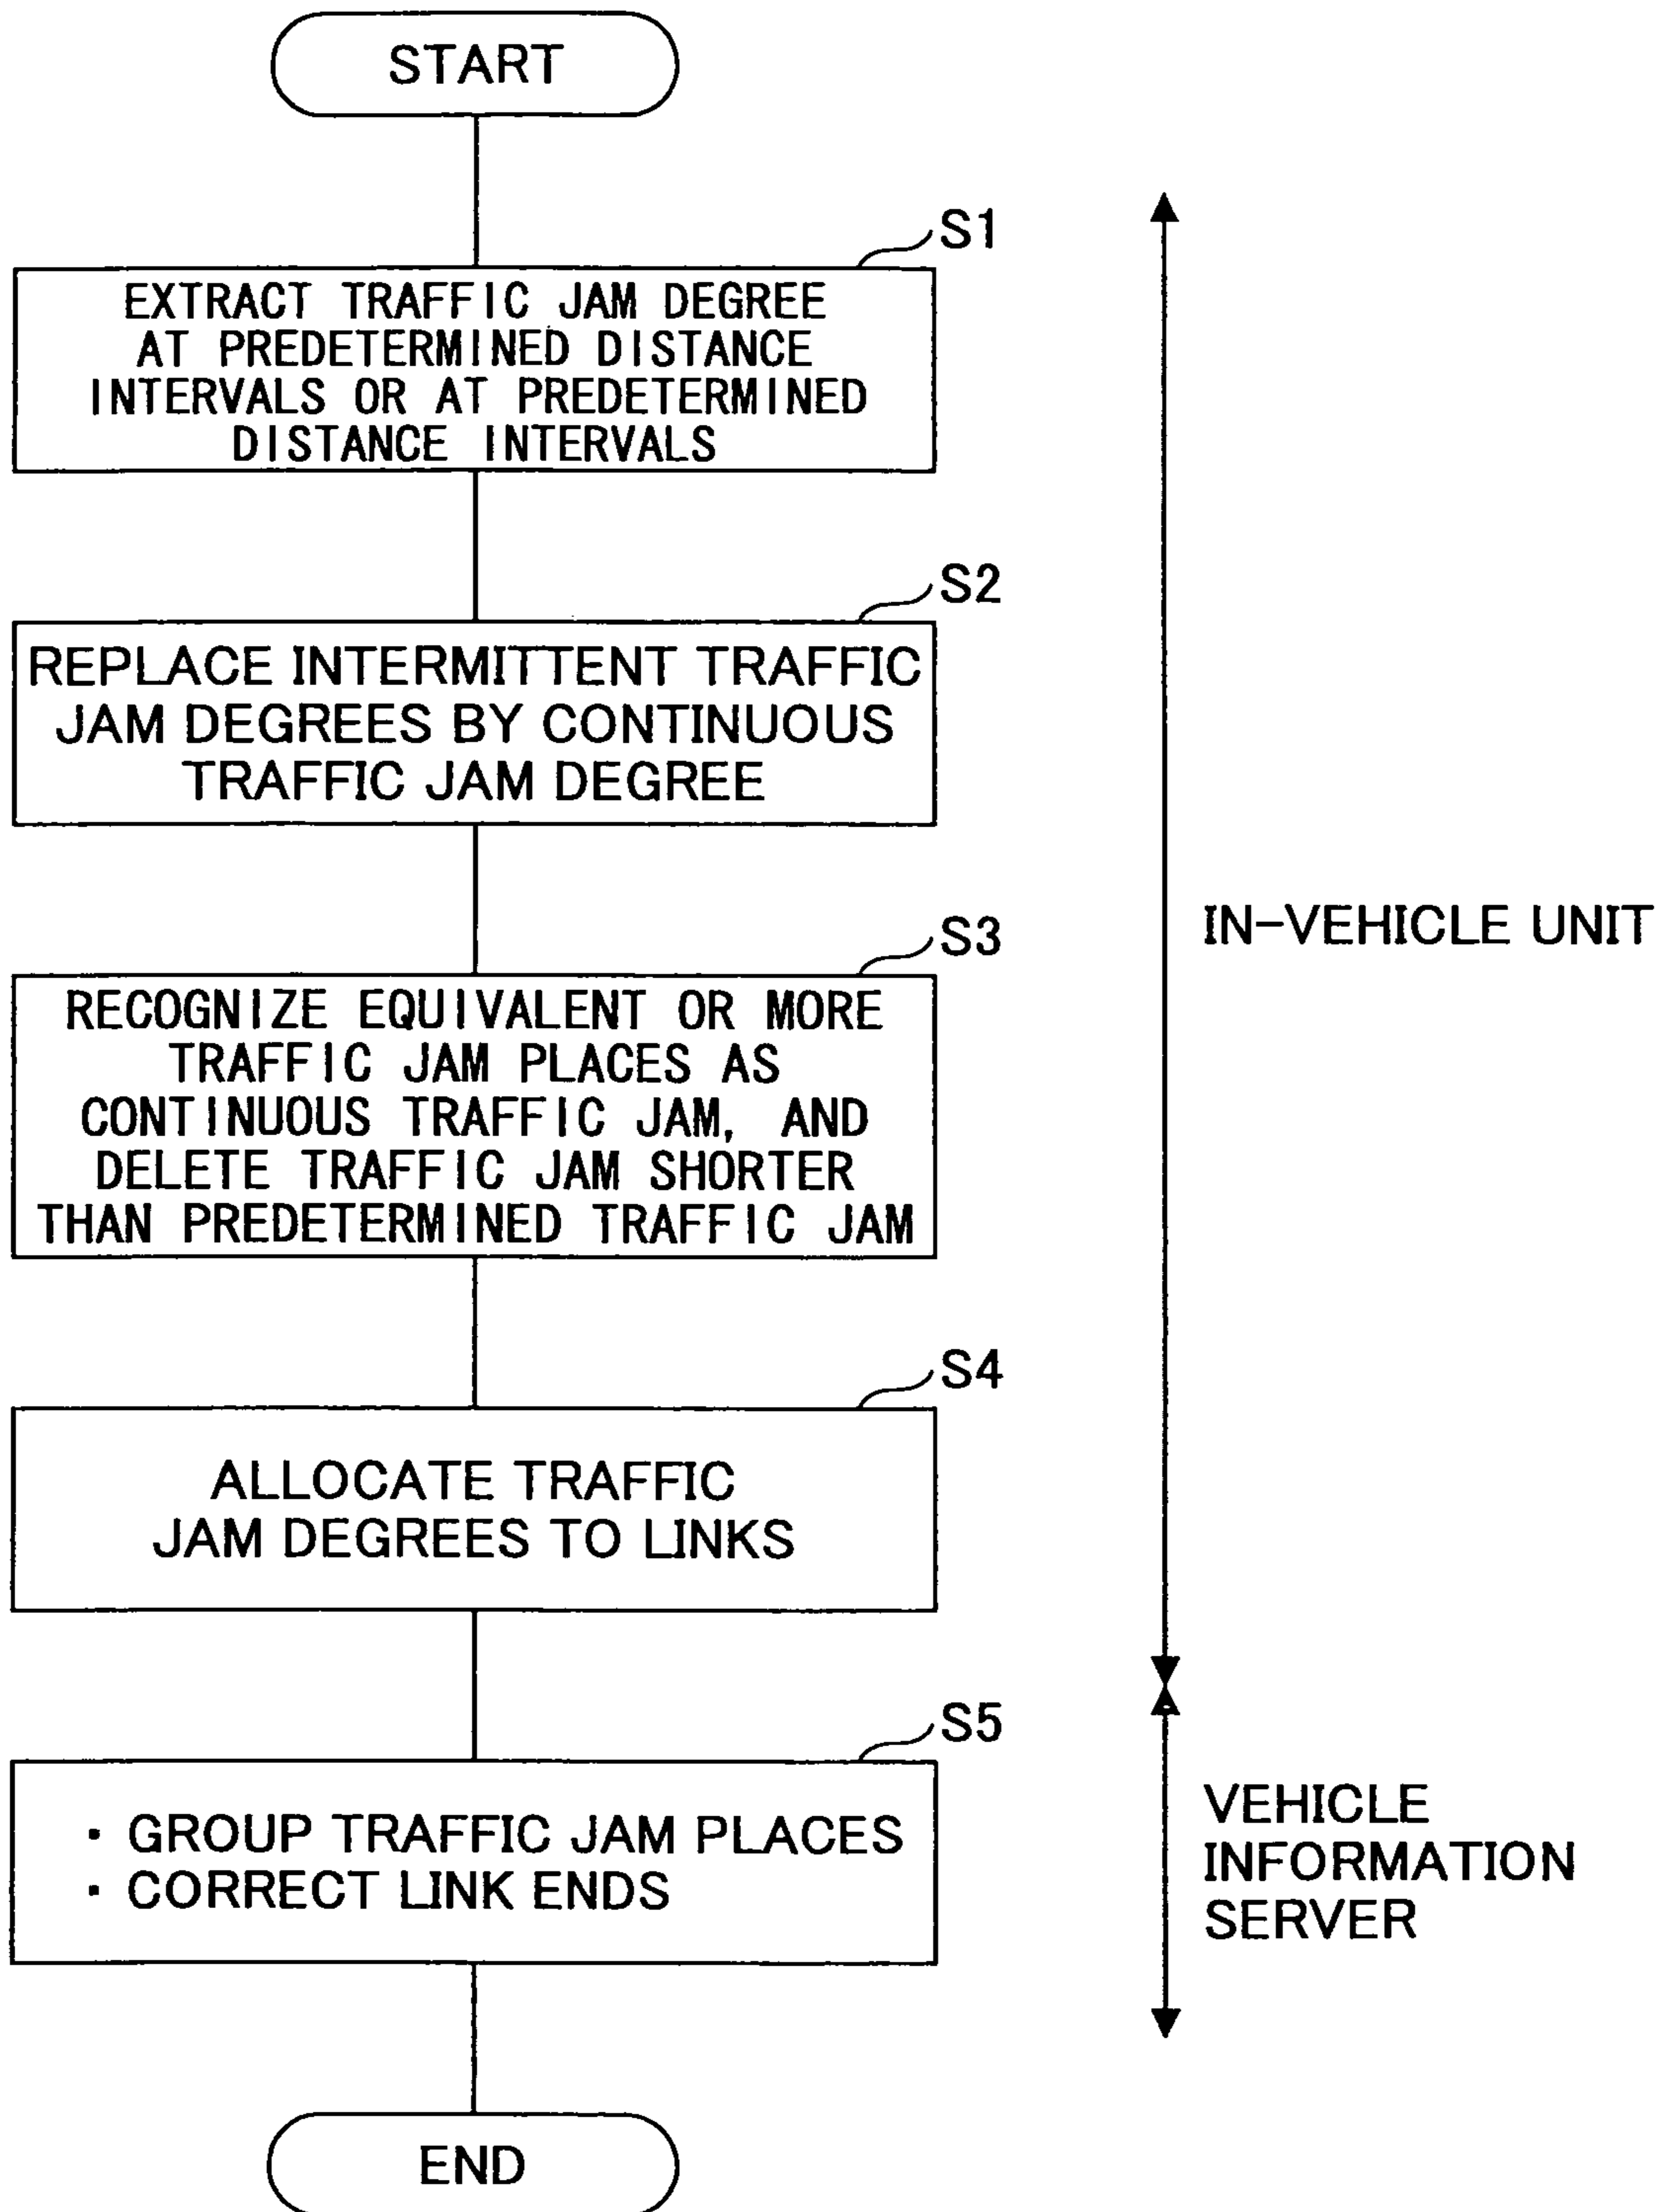 START
S1
EXTRACT TRAFFIC JAM DEGREE
AT PREDETERMINED DISTANCE
INTERVALS OR AT PREDETERMINED
DISTANCE INTERVALS
S2
REPLACE INTERMITTENT TRAFFIC
JAM DEGREES BY CONTINUOUS
TRAFFIC JAM DEGREE
IN-VEHICLE UNIT
S3
RECOGNIZE EQUIVALENT OR MORE
TRAFFIC JAM PLACES AS
CONTINUOUS TRAFFIC JAM, AND
DELETE TRAFFIC JAM SHORTER
THAN PREDETERMINED TRAFFIC JAM
S4
ALLOCATE TRAFFIC
JAM DEGREES TO LINKS
S5
・GROUP TRAFFIC JAM PLACES
・CORRECT LINK ENDS
VEHICLE
INFORMATION
SERVER
END